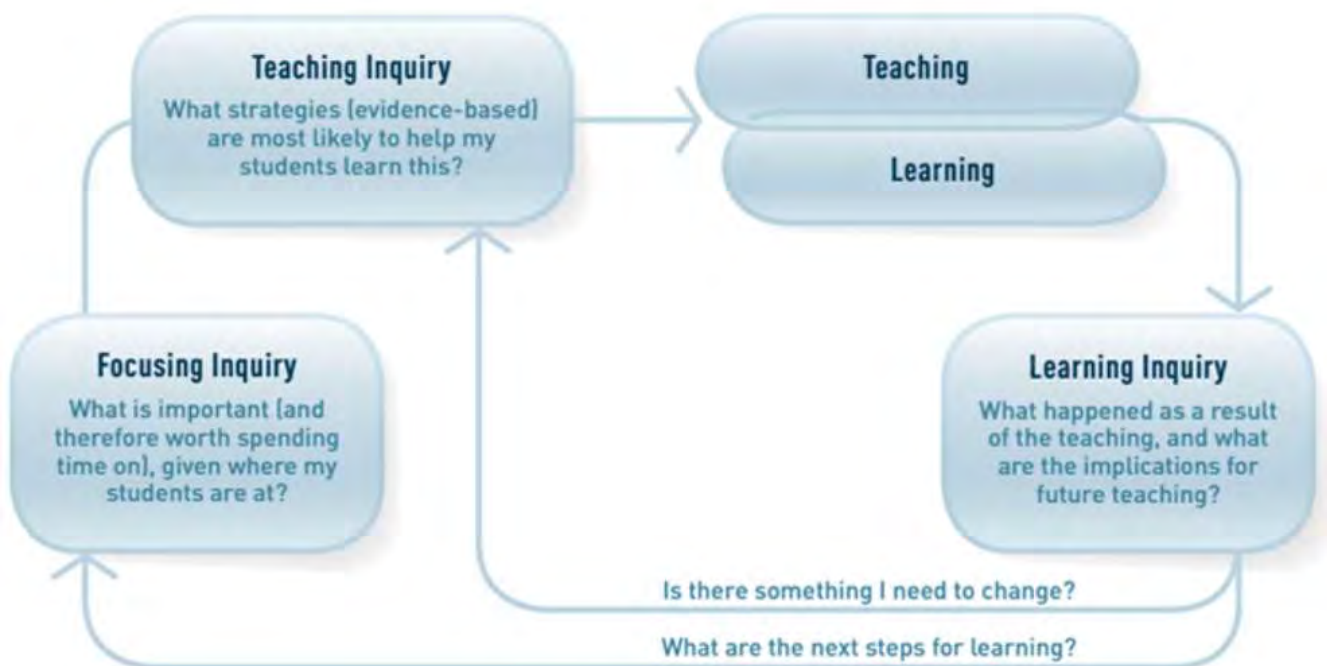 Teaching Inquiry
What strategies (evidence-based)
are most likely to help my
students learn this?
Teaching
Learning
Focusing Inquiry
What is important (and
therefore worth spending
time on), given where my
students are at?
Learning Inquiry
What happened as a result
of the teaching, and what
are the implications for
future teaching?
Is there something I need to change?
What are the next steps for learning?